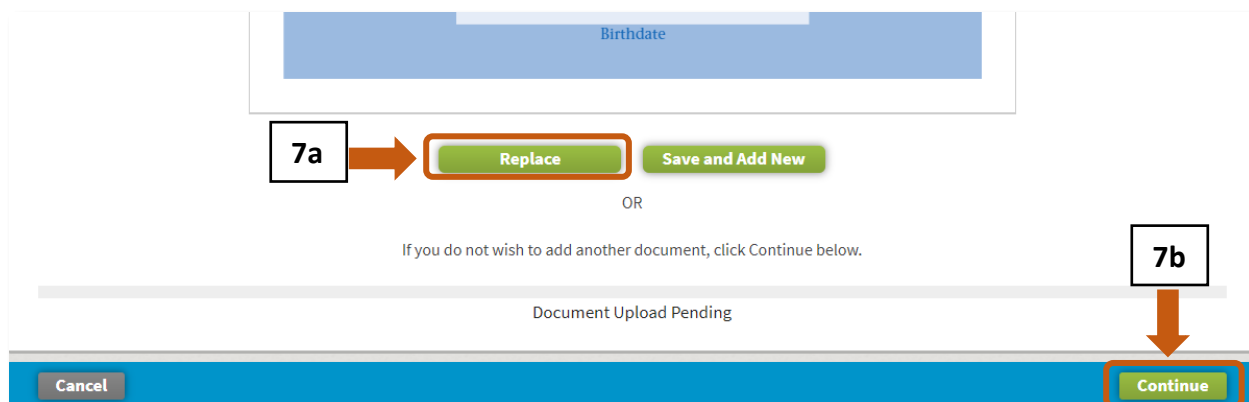 Birthdate
7a
Replace
Save and Add New
OR
If you do not wish to add another document, click Continue below.
7b
Document Upload Pending
Cancel
Continue